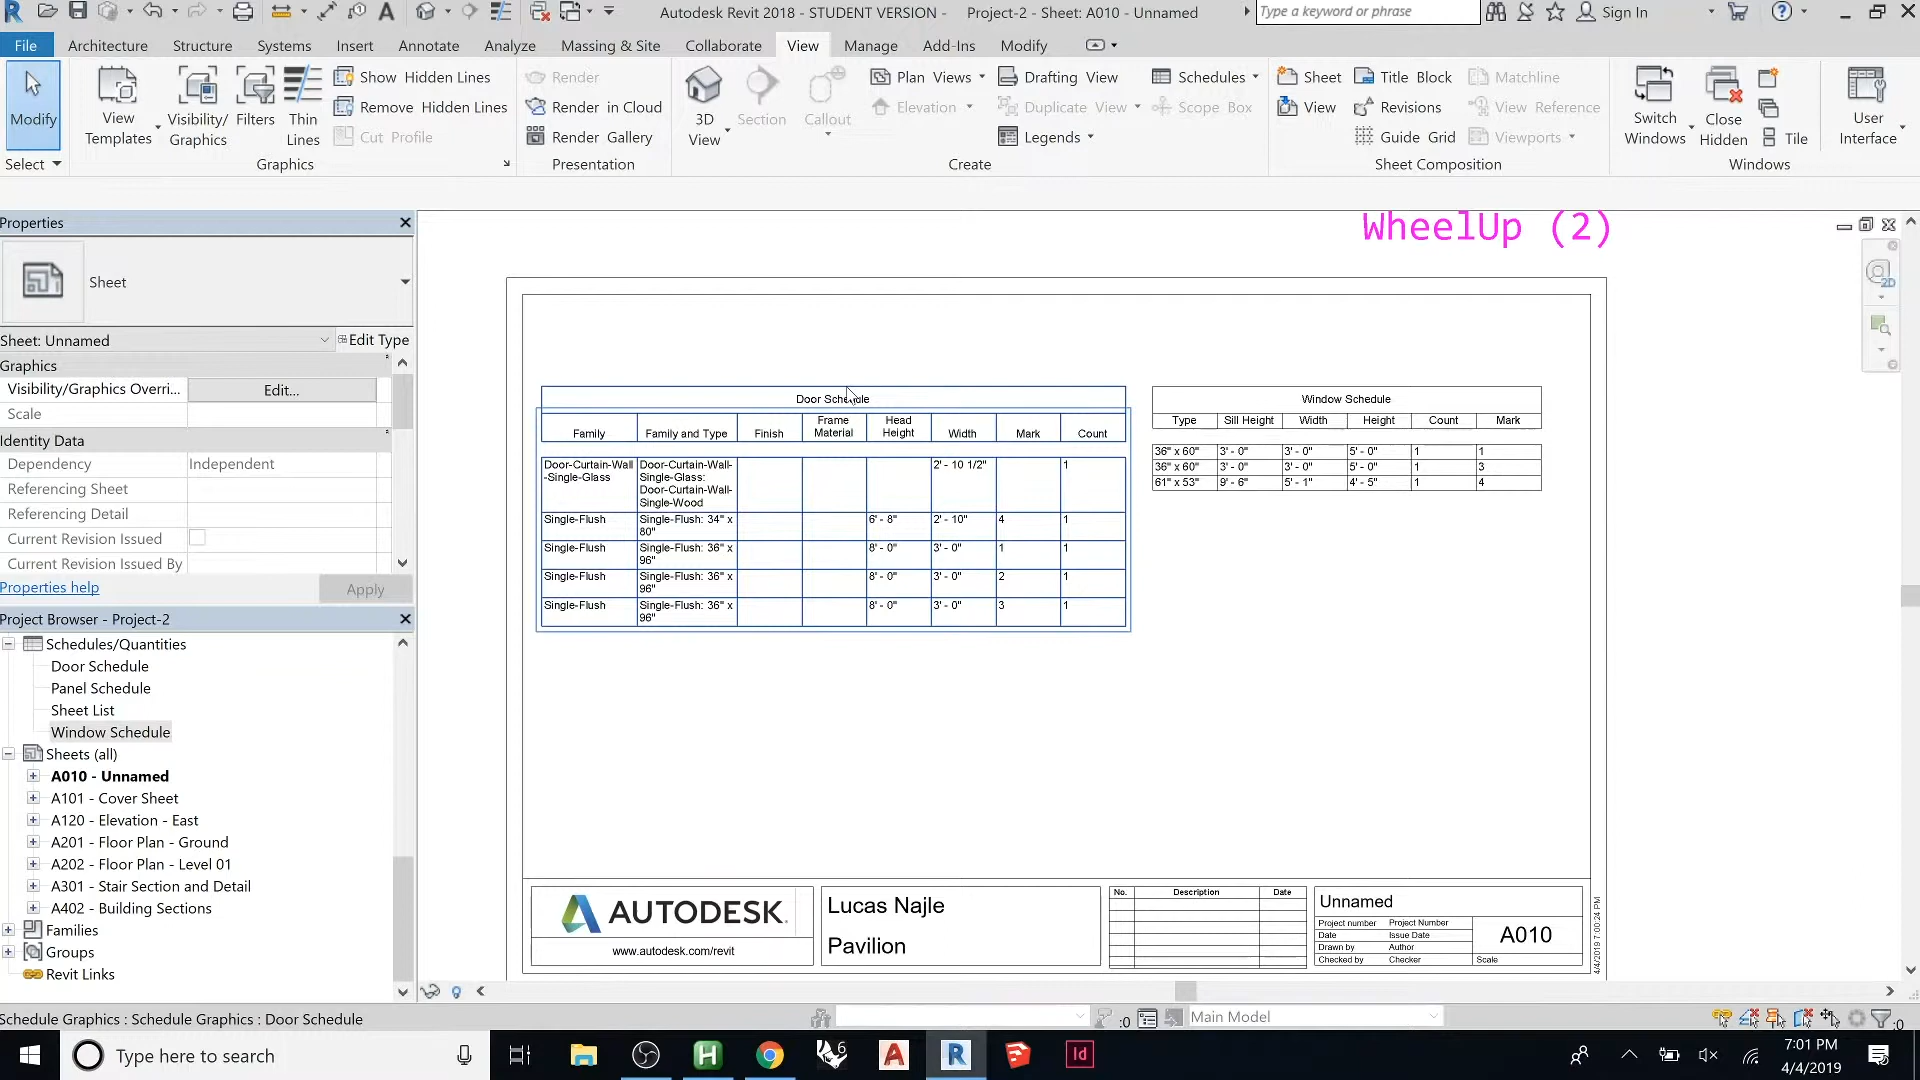 Autodesk Revit 2018 - STUDENT VERSION - Project-2 - Sheet: A010 - Unnamed
Type a keyword or phrase
Sign In
File Architecture Structure Systems Insert Annotate Analyze Massing & Site Collaborate View Manage Add-Ins Modify
Modify
Select
View Templates
Visibility/ Graphics
Filters
Thin Lines
Show Hidden Lines
Remove Hidden Lines
Cut Profile
Graphics
Render
Render in Cloud
Render Gallery
Presentation
3D View
Section
Callout
Plan Views
Elevation
Drafting View
Duplicate View
Legends
Schedules
Scope Box
Create
Sheet
View
Title Block
Revisions
Guide Grid
Matchline
View Reference
Viewports
Sheet Composition
Switch Windows
Close Hidden
Tile
Windows
User Interface
Properties
Sheet
Sheet: Unnamed
Edit Type
Graphics
Visibility/Graphics Overri... Edit...
Scale
Identity Data
Dependency Independent
Referencing Sheet
Referencing Detail
Current Revision Issued
Current Revision Issued By
Properties help
Apply
Project Browser - Project-2
Schedules/Quantities
Door Schedule
Panel Schedule
Sheet List
Window Schedule
Sheets (all)
A010 - Unnamed
A101 - Cover Sheet
A120 - Elevation - East
A201 - Floor Plan - Ground
A202 - Floor Plan - Level 01
A301 - Stair Section and Detail
A402 - Building Sections
Families
Groups
Revit Links
WheelUp (2)
2D
Door Schedule
Family Family and Type Finish Frame Material Head Height Width Mark Count
Door-Curtain-Wall-Single-Glass Door-Curtain-Wall-Single-Glass: Door-Curtain-Wall-Single-Wood 2' - 10 1/2" 1
Single-Flush Single-Flush: 34" x 80" 6' - 8" 2' - 10" 4 1
Single-Flush Single-Flush: 36" x 96" 8' - 0" 3' - 0" 1 1
Single-Flush Single-Flush: 36" x 96" 8' - 0" 3' - 0" 2 1
Single-Flush Single-Flush: 36" x 96" 8' - 0" 3' - 0" 3 1
Window Schedule
Type Sill Height Width Height Count Mark
36" x 60" 3' - 0" 3' - 0" 5' - 0" 1 1
36" x 60" 3' - 0" 3' - 0" 5' - 0" 1 3
61" x 53" 9' - 6" 5' - 1" 4' - 5" 1 4
AUTODESK.
www.autodesk.com/revit
Lucas Najle
Pavilion
No. Description Date
Unnamed
Project number Project Number
Date Issue Date
Drawn by Author
Checked by Checker
A010
Scale
4/4/2019 7:00:24 PM
Schedule Graphics : Schedule Graphics : Door Schedule
:0
Main Model
:0
Type here to search
H
6
A
R
Id
7:01 PM
4/4/2019